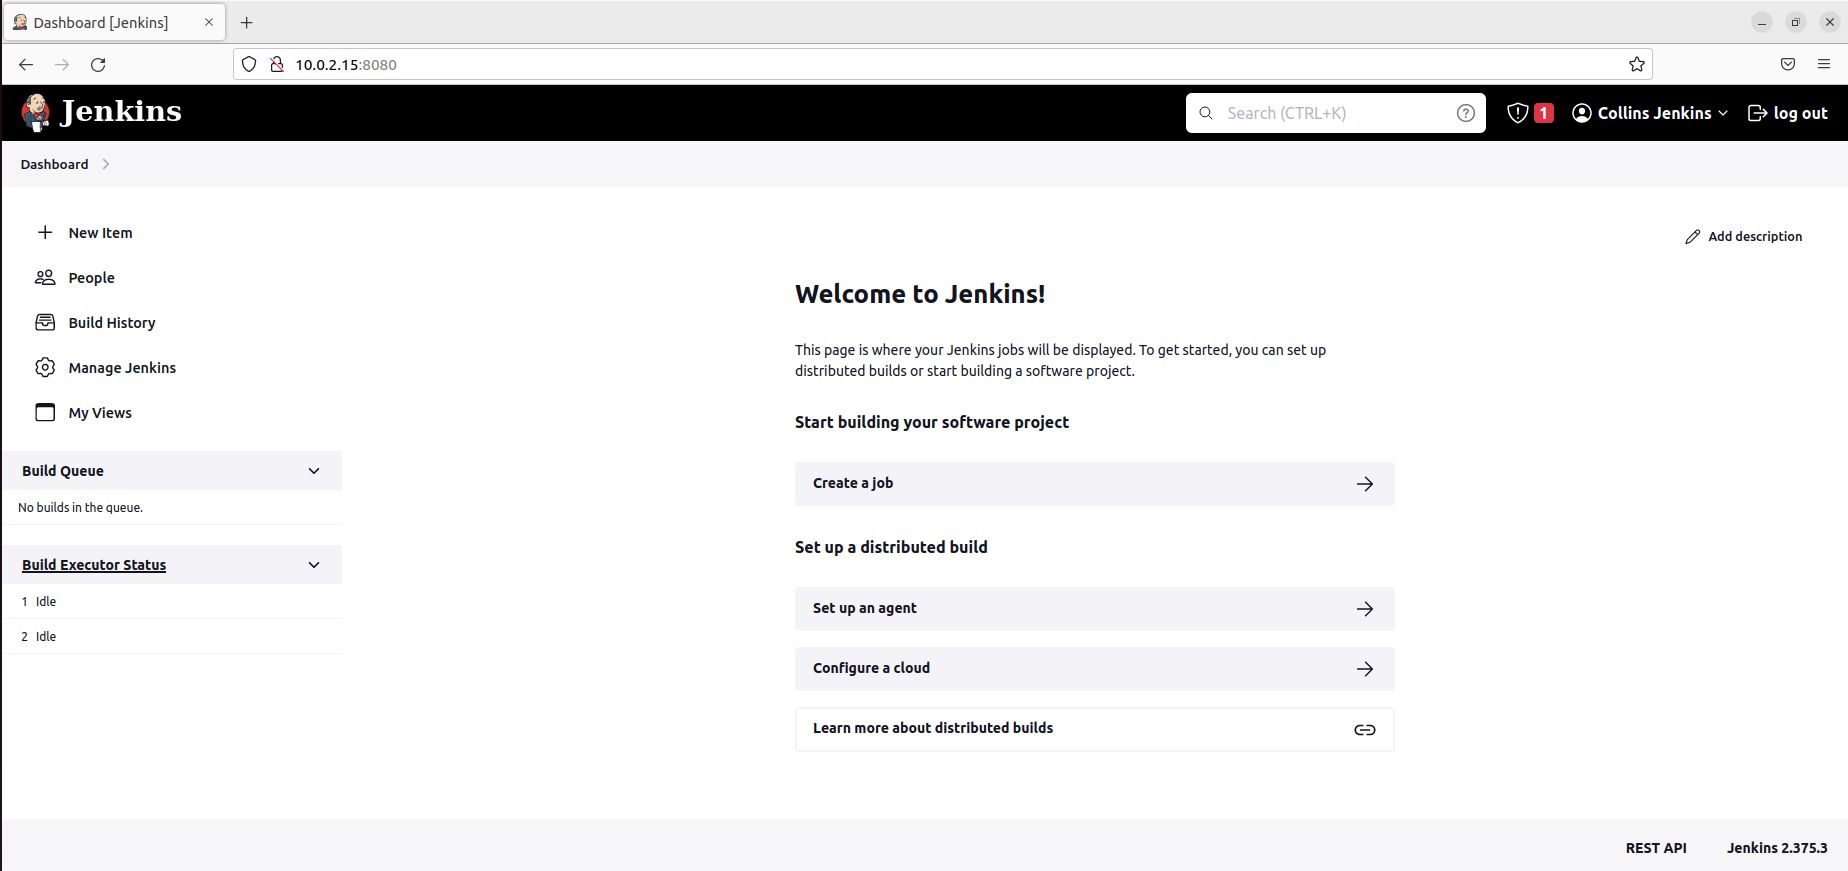 Dashboard [Jenkins]
10.0.2.15:8080
Jenkins
Search (CTRL+K)
1
Collins Jenkins
log out
Dashboard
New Item
People
Build History
Manage Jenkins
My Views
Build Queue
No builds in the queue.
Build Executor Status
1 Idle
2 Idle
Add description
Welcome to Jenkins!
This page is where your Jenkins jobs will be displayed. To get started, you can set up
distributed builds or start building a software project.
Start building your software project
Create a job
Set up a distributed build
Set up an agent
Configure a cloud
Learn more about distributed builds
REST API
Jenkins 2.375.3